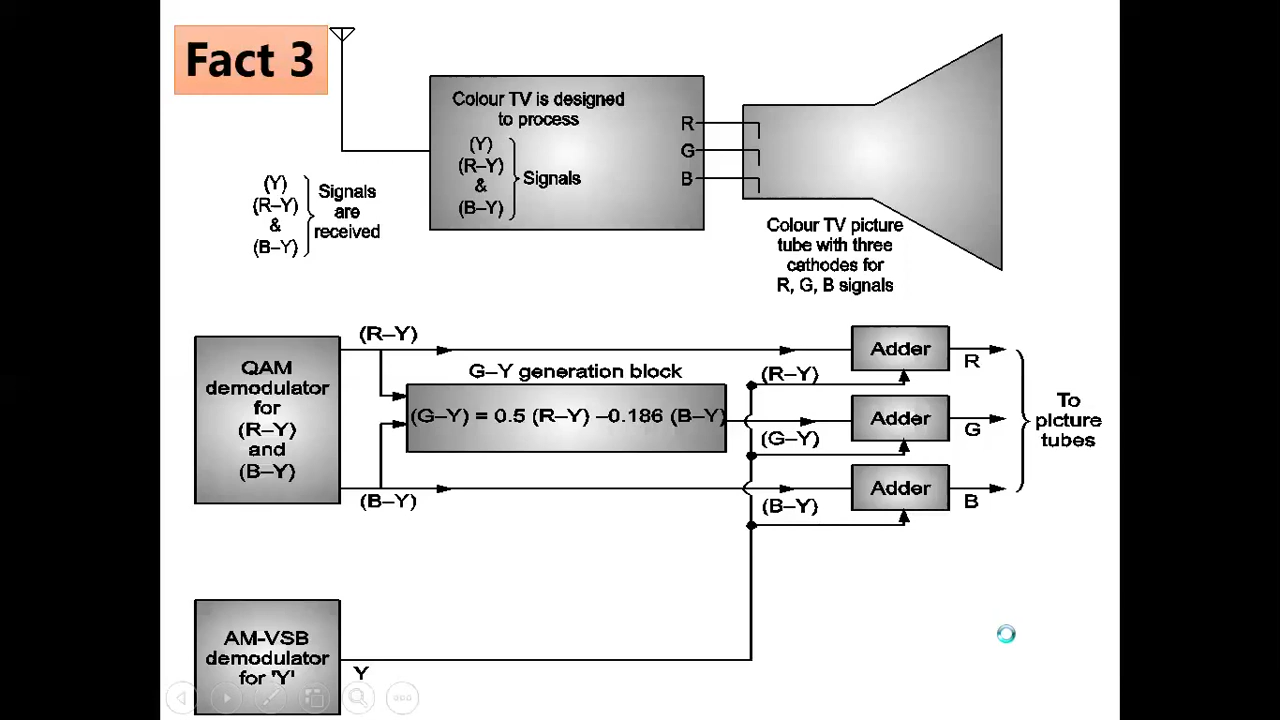 Fact 3
Colour TV is designed
to process
(Y)
(R–Y)
&
(B–Y)
Signals
R
G
B
(Y)
(R–Y)
&
(B–Y)
Signals
are
received
Colour TV picture
tube with three
cathodes for
R, G, B signals
QAM
demodulator
for
(R–Y)
and
(B–Y)
(R–Y)
G–Y generation block
(G–Y) = 0.5 (R–Y) –0.186 (B–Y)
(B–Y)
(R–Y)
(G–Y)
(B–Y)
Adder
R
Adder
G
Adder
B
To
picture
tubes
AM-VSB
demodulator
for 'Y'
Y